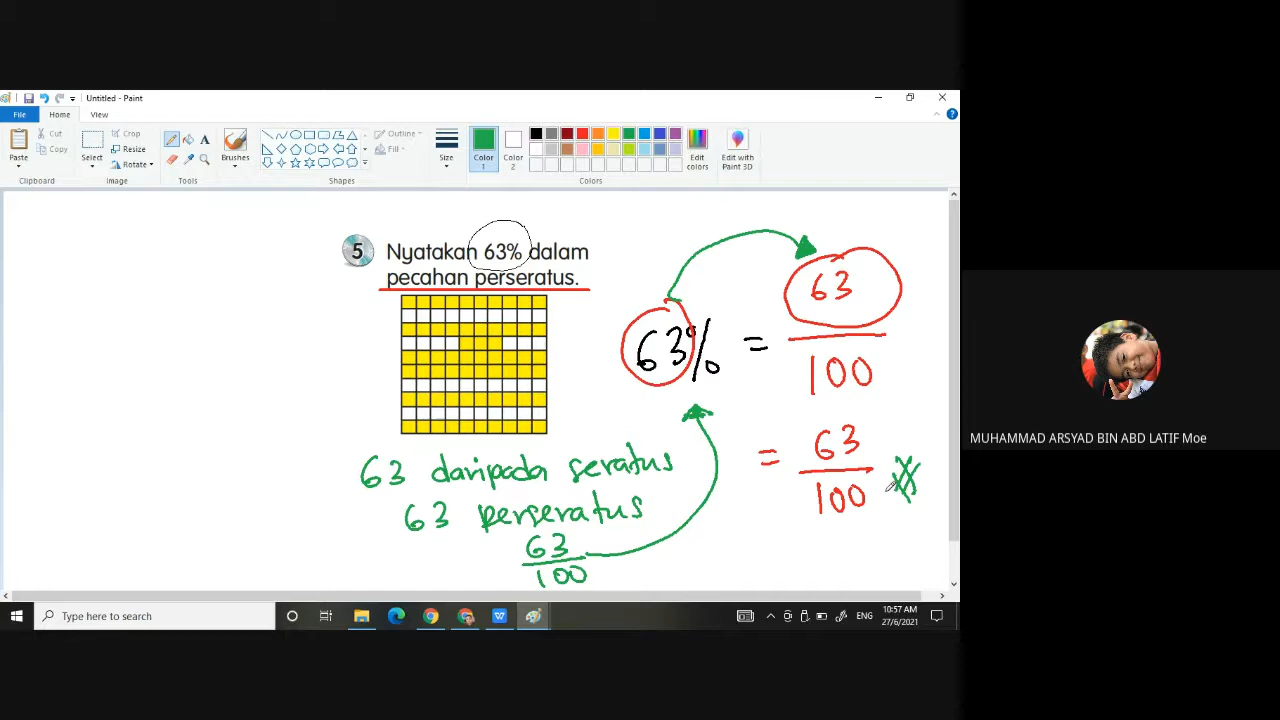 Untitled - Paint
File Home View
Paste
Cut
Copy
Clipboard
Select
Crop
Resize
Rotate
Image
Tools
Brushes
Shapes
Outline
Fill
Size
Color 1
Color 2
Colors
Edit colors
Edit with Paint 3D
5 Nyatakan 63% dalam
pecahan perseratus.
63% = 63/100
= 63/100
63 daripada seratus
63 perseratus
63/100
MUHAMMAD ARSYAD BIN ABD LATIF Moe
Type here to search
ENG
10:57 AM
27/6/2021